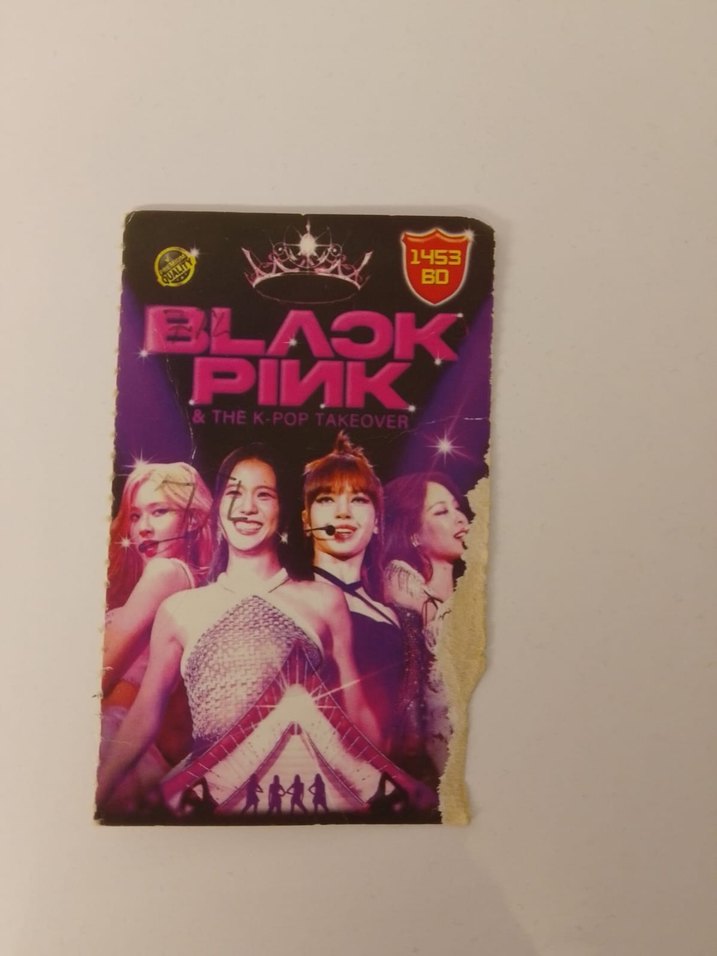 QUALITY
1453
BD
BLACK
PINK
& THE K-POP TAKEOVER